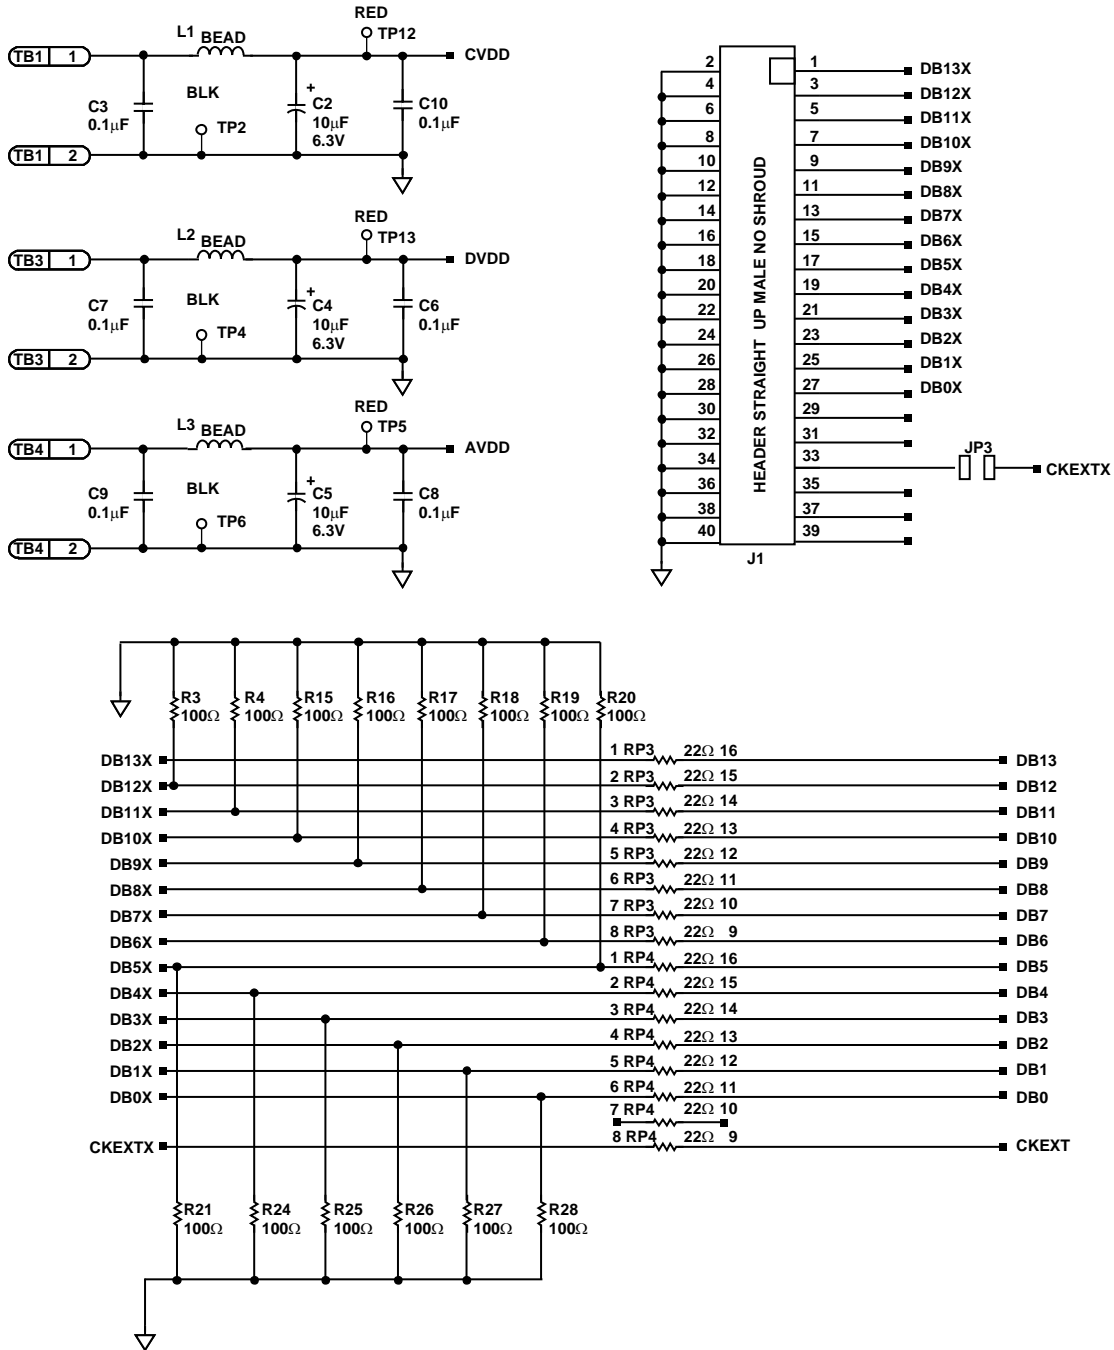 TB1 1
L1 BEAD
RED
TP12
CVDD
C3
0.1µF
BLK
TP2
+
C2
10µF
6.3V
C10
0.1µF
TB1 2
TB3 1
L2 BEAD
RED
TP13
DVDD
C7
0.1µF
BLK
TP4
+
C4
10µF
6.3V
C6
0.1µF
TB3 2
TB4 1
L3 BEAD
RED
TP5
AVDD
C9
0.1µF
BLK
TP6
+
C5
10µF
6.3V
C8
0.1µF
TB4 2
2 1 DB13X
4 3 DB12X
6 5 DB11X
8 7 DB10X
10 9 DB9X
12 11 DB8X
14 13 DB7X
16 15 DB6X
18 17 DB5X
20 19 DB4X
22 21 DB3X
24 23 DB2X
26 25 DB1X
28 27 DB0X
30 29
32 31
34 33 JP3 CKEXTX
36 35
38 37
40 39
HEADER STRAIGHT UP MALE NO SHROUD
J1
R3 R4 R15 R16 R17 R18 R19 R20
100Ω 100Ω 100Ω 100Ω 100Ω 100Ω 100Ω 100Ω
DB13X 1 RP3 22Ω 16 DB13
DB12X 2 RP3 22Ω 15 DB12
DB11X 3 RP3 22Ω 14 DB11
DB10X 4 RP3 22Ω 13 DB10
DB9X 5 RP3 22Ω 12 DB9
DB8X 6 RP3 22Ω 11 DB8
DB7X 7 RP3 22Ω 10 DB7
DB6X 8 RP3 22Ω 9 DB6
DB5X 1 RP4 22Ω 16 DB5
DB4X 2 RP4 22Ω 15 DB4
DB3X 3 RP4 22Ω 14 DB3
DB2X 4 RP4 22Ω 13 DB2
DB1X 5 RP4 22Ω 12 DB1
DB0X 6 RP4 22Ω 11 DB0
7 RP4 22Ω 10
CKEXTX 8 RP4 22Ω 9 CKEXT
R21 R24 R25 R26 R27 R28
100Ω 100Ω 100Ω 100Ω 100Ω 100Ω